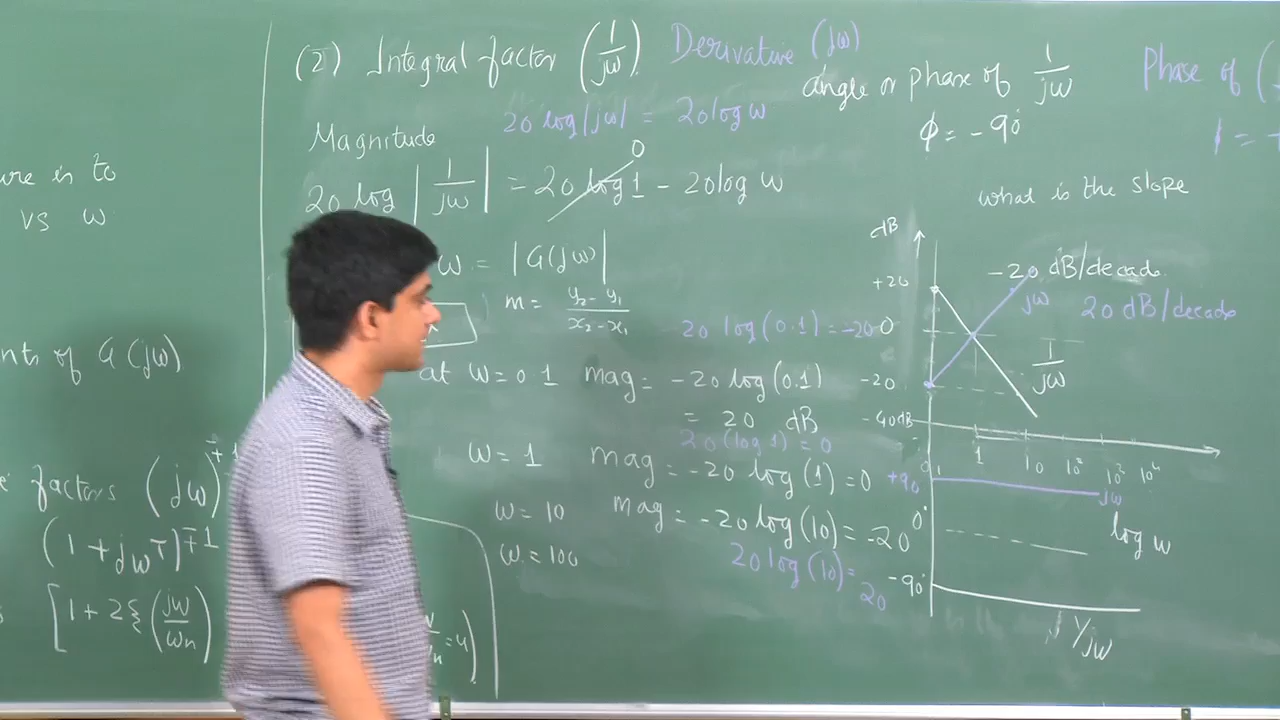 (2) Integral factor (1/jω). Derivative (jω)
angle or phase of 1/jω
Phase of (
ϕ = -90°
20 log|jω| = 20 log ω
Magnitude
20 log |1/jω| = 20 log 1 - 20 log ω
0
what is the slope
is to
vs ω
ω = |G(jω)|
m = y₂ - y₁ / x₂ - x₁
of G(jω)
at ω = 0.1 mag = -20 log(0.1)
20 log(0.1) = -20
= 20 dB
20(log 1) = 0
ω = 1 mag = -20 log(1) = 0
ω = 10 mag = -20 log(10) = -20
ω = 100
20 log(10) = 20
factors (jω)∓1
(1 + jωT)∓1
[1 + 2ξ(jω/ωn)
= 4)
dB
+20
0
-20
-40dB
-20 dB/decade
jω 20 dB/decade
1/jω
0.1 1 10 10² 10³ 10⁴
log ω
+90
jω
0°
-90°
1/jω